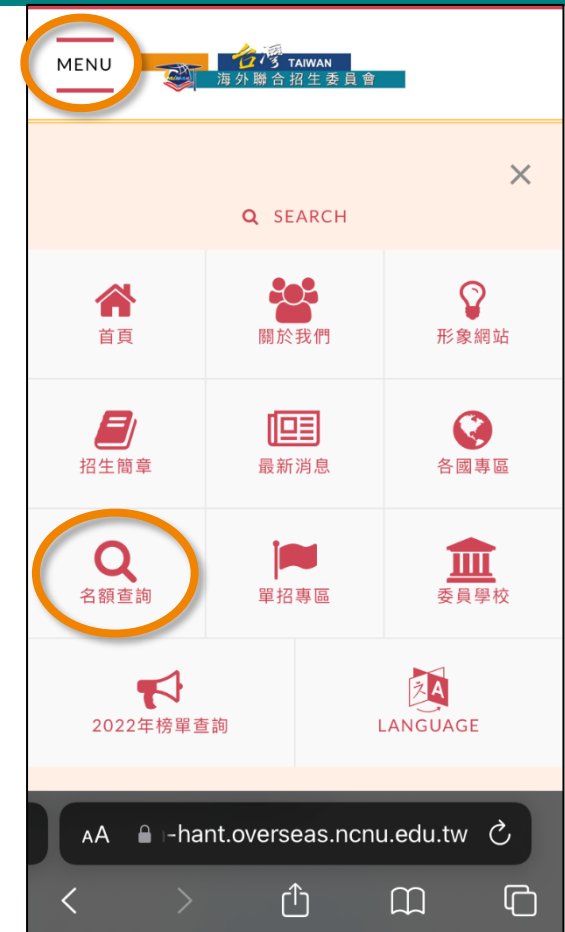 MENU
台灣 TAIWAN
海外聯合招生委員會
×
SEARCH
首頁 關於我們 形象網站
招生簡章 最新消息 各國專區
名額查詢 單招專區 委員學校
2022年榜單查詢 LANGUAGE
AA -hant.overseas.ncnu.edu.tw